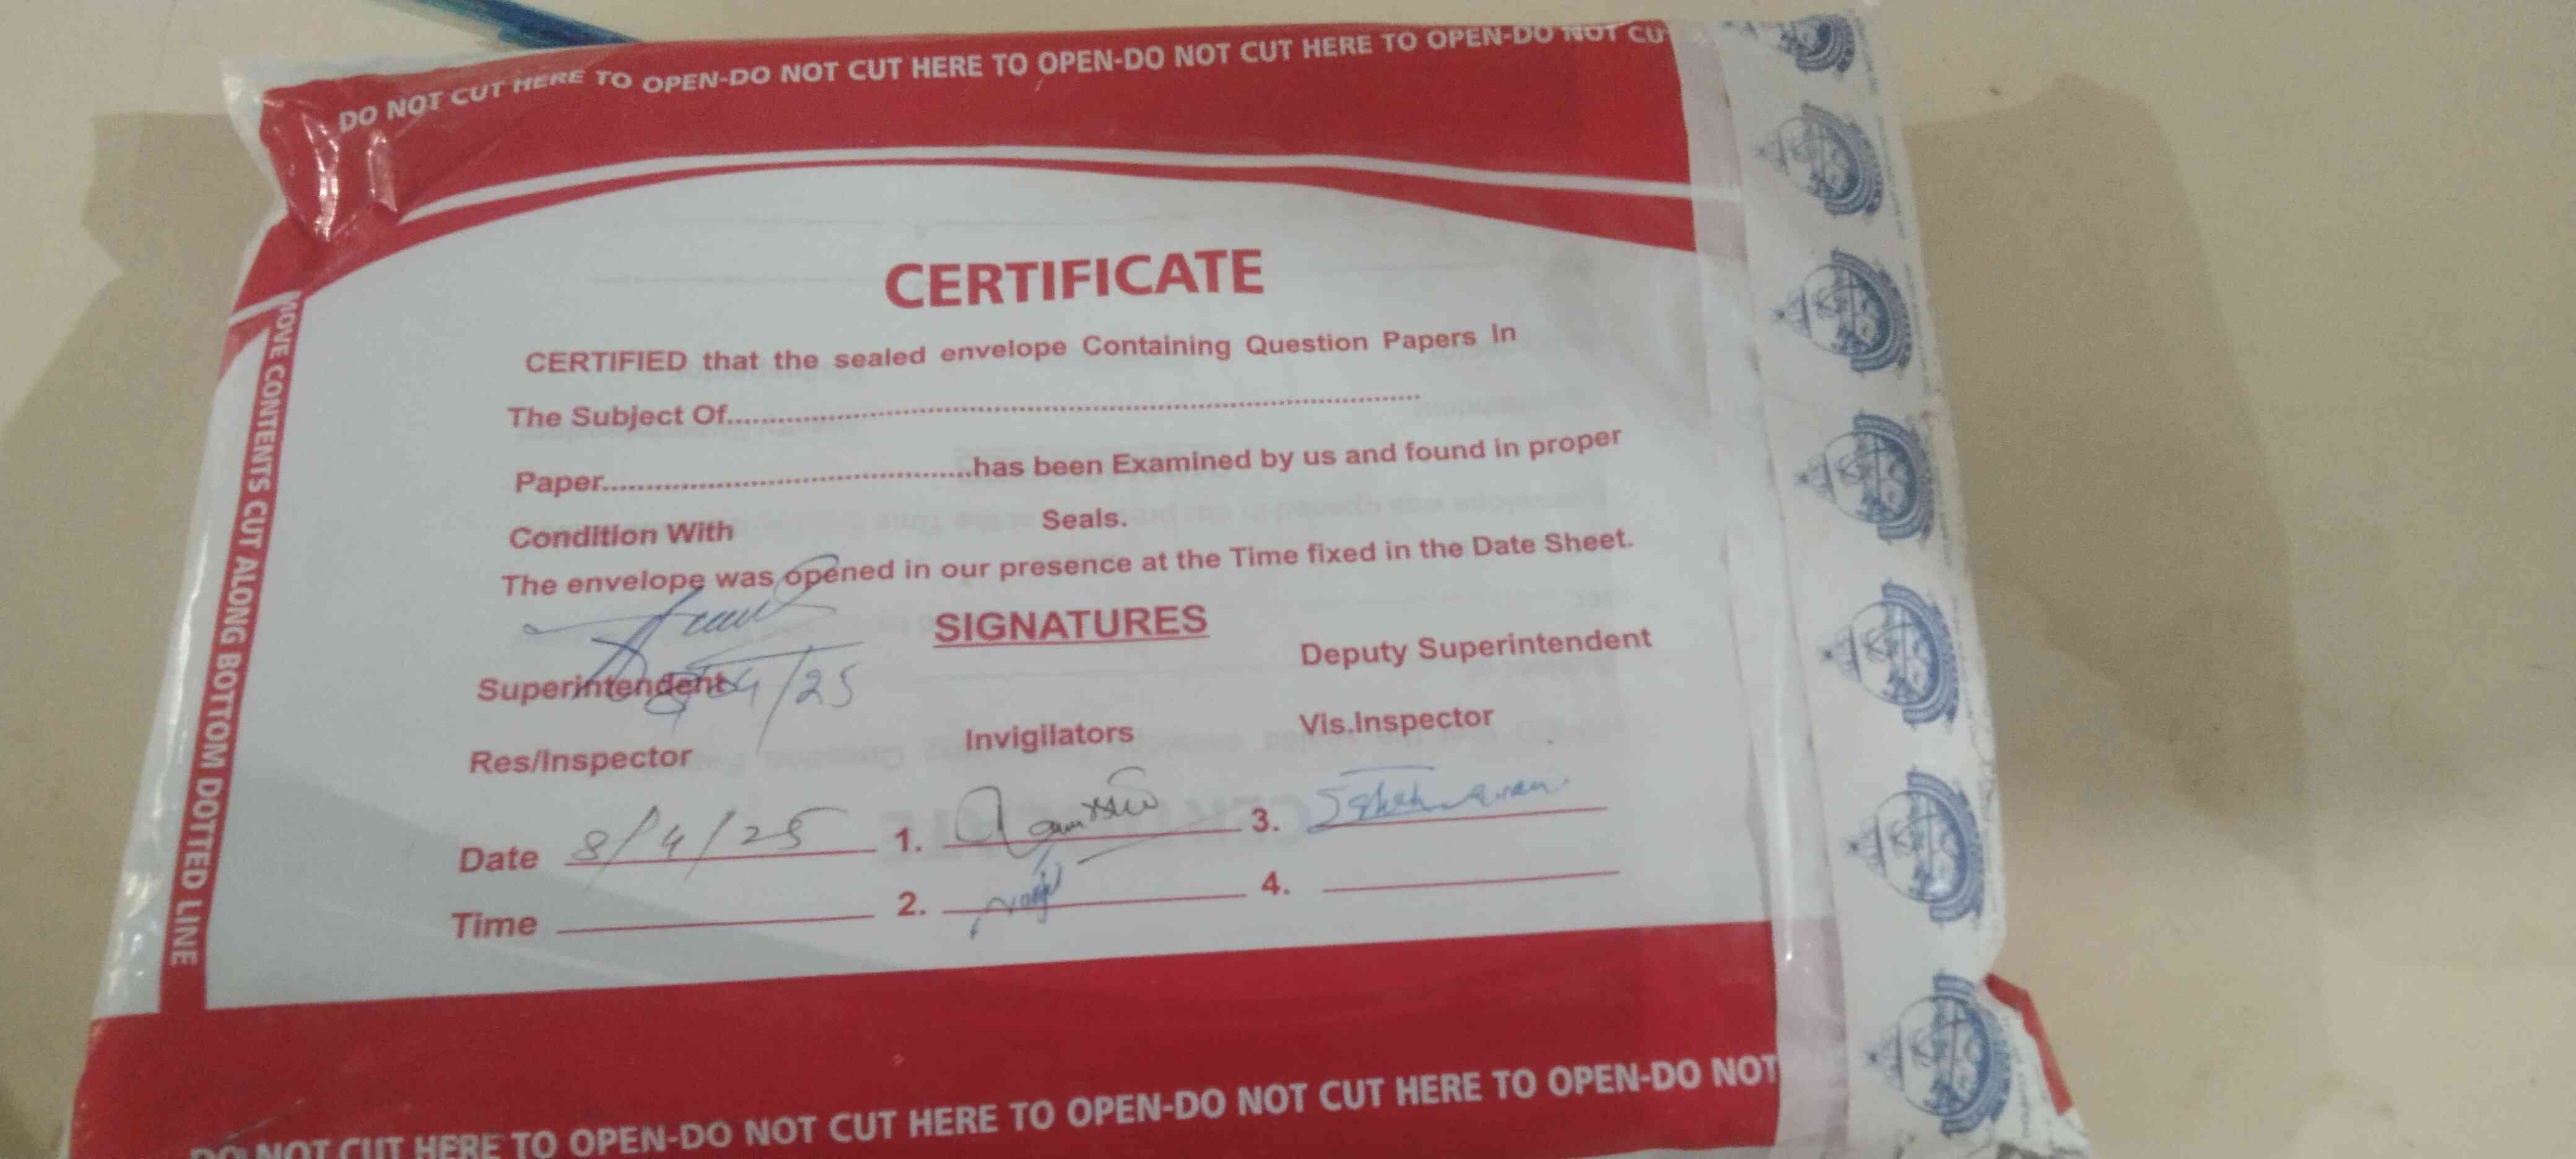 DO NOT CUT HERE TO OPEN-DO NOT CUT HERE TO OPEN-DO NOT CUT HERE TO OPEN-DO NOT CU
MOVE CONTENTS CUT ALONG BOTTOM DOTTED LINE
CERTIFICATE
CERTIFIED that the sealed envelope Containing Question Papers In
The Subject Of........................................
Paper........................................has been Examined by us and found in proper
Condition With Seals.
The envelope was opened in our presence at the Time fixed in the Date Sheet.
SIGNATURES
Superintendent /25 Deputy Superintendent
Res/Inspector Invigilators Vis.Inspector
Date 8/4/25 1. 3.
Time 2. 4.
DO NOT CUT HERE TO OPEN-DO NOT CUT HERE TO OPEN-DO NOT CUT HERE TO OPEN-DO NOT